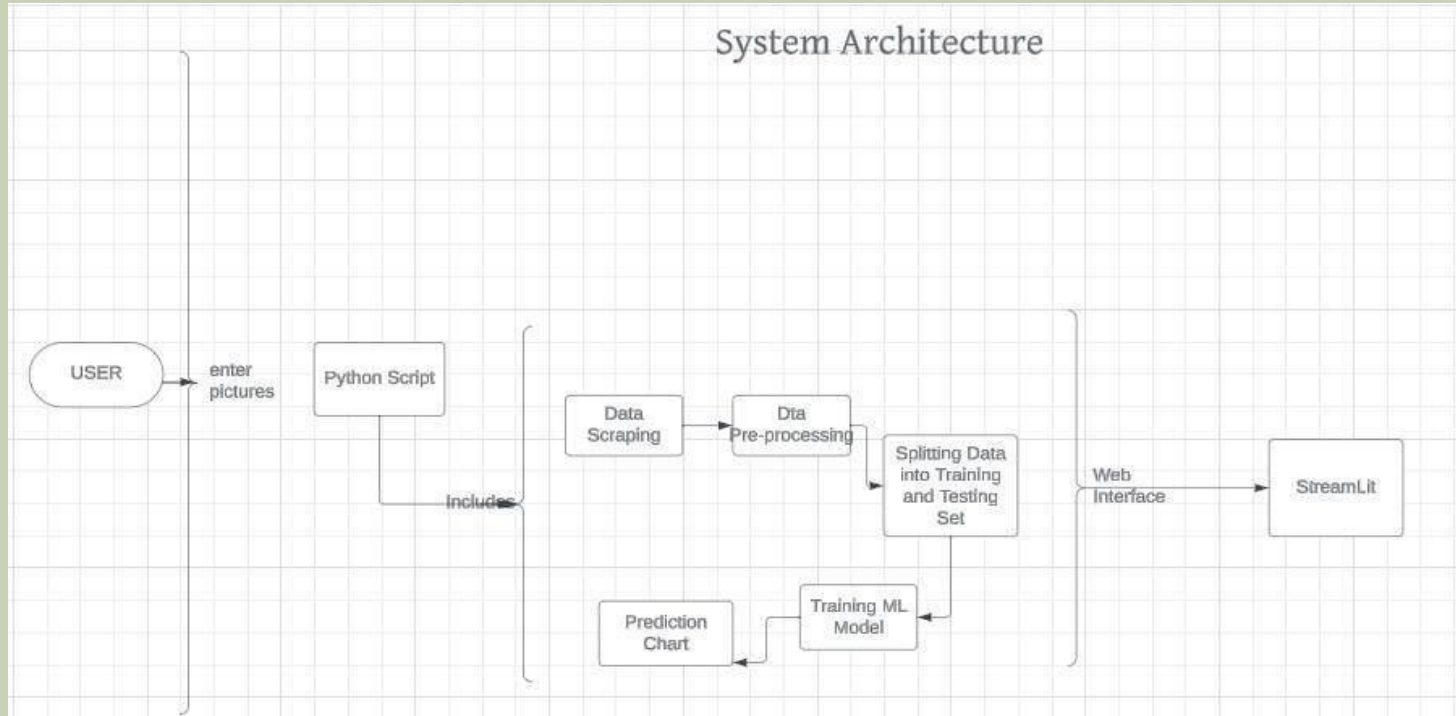 System Architecture
USER
enter
pictures
Python Script
Includes
Data
Scraping
Dta
Pre-processing
Splitting Data
into Training
and Testing
Set
Training ML
Model
Prediction
Chart
Web
Interface
StreamLit